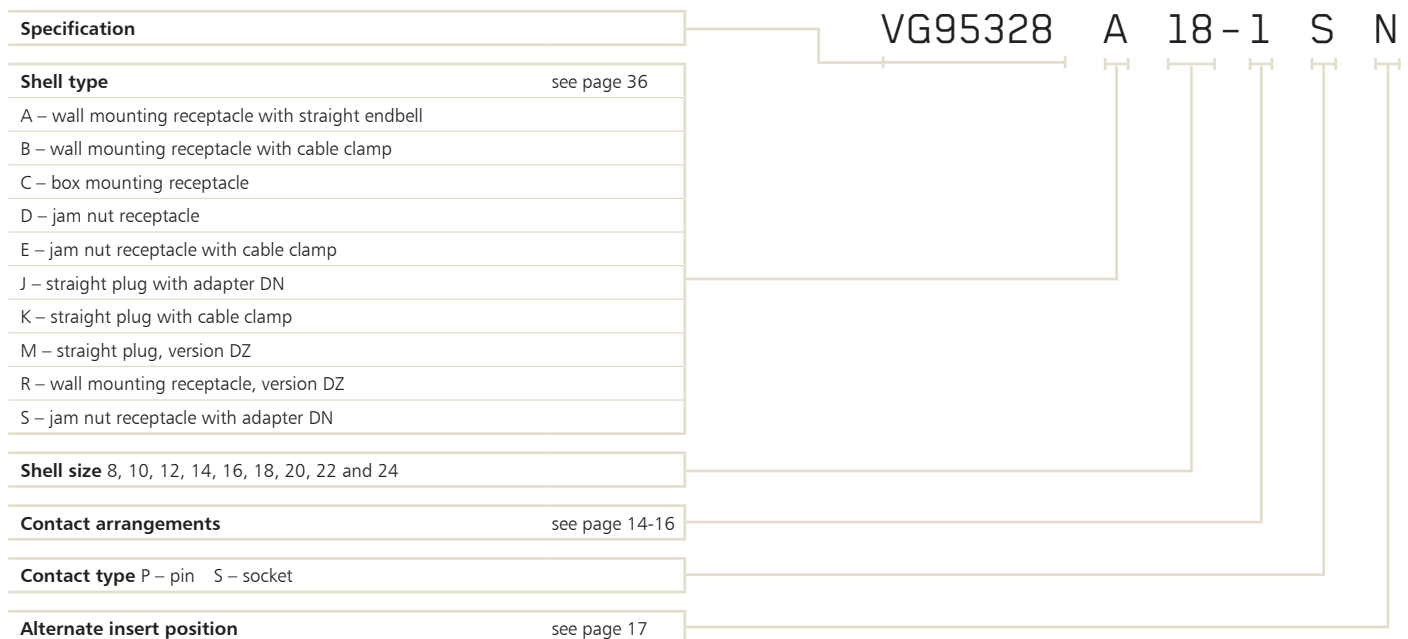 Specification
VG95328 A 18-1 S N
Shell type see page 36
A – wall mounting receptacle with straight endbell
B – wall mounting receptacle with cable clamp
C – box mounting receptacle
D – jam nut receptacle
E – jam nut receptacle with cable clamp
J – straight plug with adapter DN
K – straight plug with cable clamp
M – straight plug, version DZ
R – wall mounting receptacle, version DZ
S – jam nut receptacle with adapter DN
Shell size 8, 10, 12, 14, 16, 18, 20, 22 and 24
Contact arrangements see page 14-16
Contact type P – pin S – socket
Alternate insert position see page 17